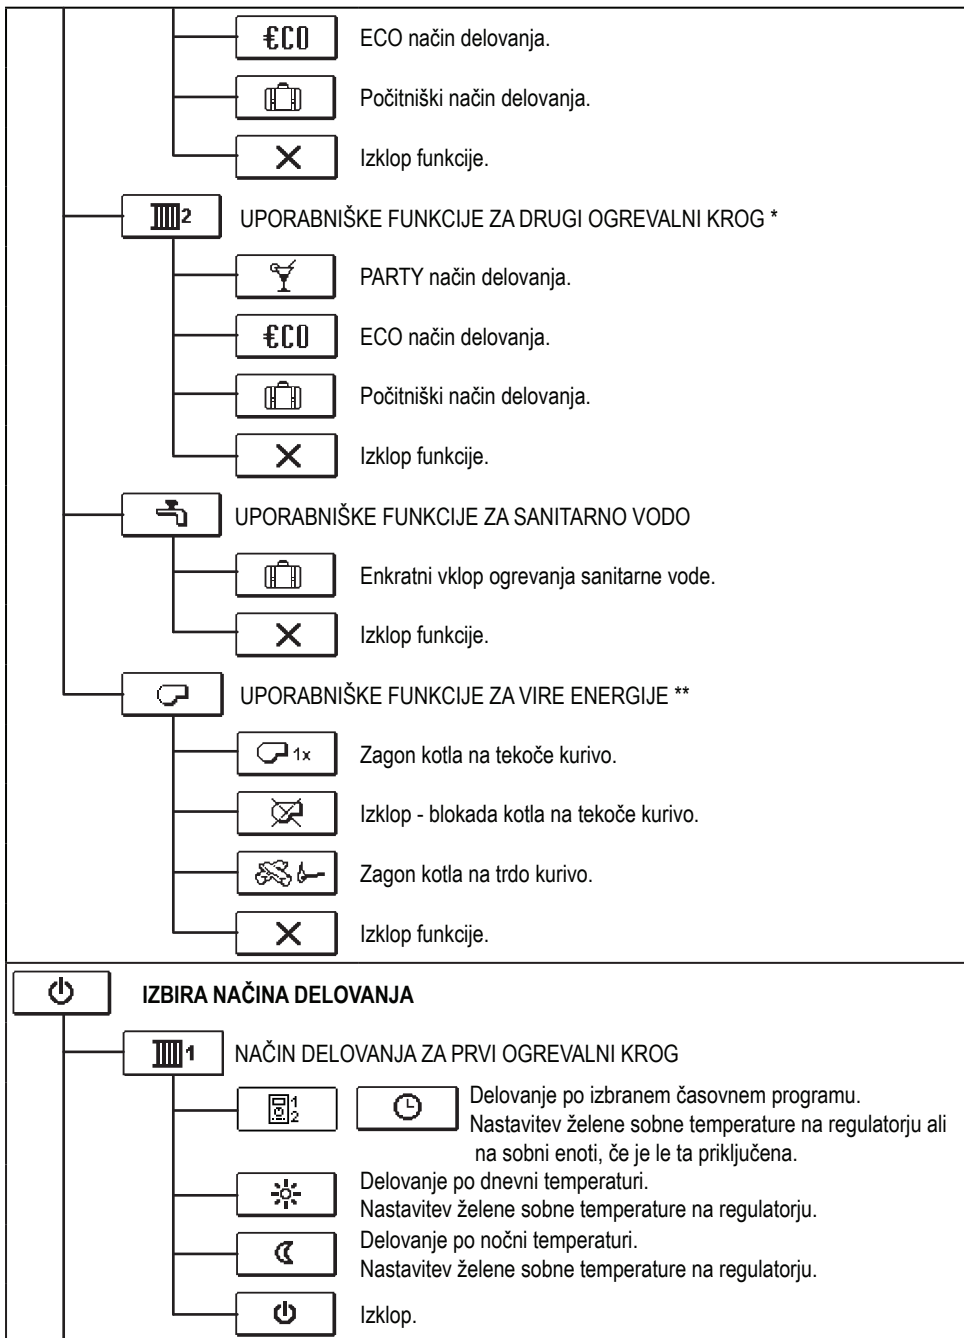 €CO ECO način delovanja.
Počitniški način delovanja.
Izklop funkcije.
2 UPORABNIŠKE FUNKCIJE ZA DRUGI OGREVALNI KROG *
PARTY način delovanja.
€CO ECO način delovanja.
Počitniški način delovanja.
Izklop funkcije.
UPORABNIŠKE FUNKCIJE ZA SANITARNO VODO
Enkratni vklop ogrevanja sanitarne vode.
Izklop funkcije.
UPORABNIŠKE FUNKCIJE ZA VIRE ENERGIJE **
1x Zagon kotla na tekoče kurivo.
Izklop - blokada kotla na tekoče kurivo.
Zagon kotla na trdo kurivo.
Izklop funkcije.
IZBIRA NAČINA DELOVANJA
1 NAČIN DELOVANJA ZA PRVI OGREVALNI KROG
1
2
Delovanje po izbranem časovnem programu.
Nastavitev želene sobne temperature na regulatorju ali
na sobni enoti, če je le ta priključena.
Delovanje po dnevni temperaturi.
Nastavitev želene sobne temperature na regulatorju.
Delovanje po nočni temperaturi.
Nastavitev želene sobne temperature na regulatorju.
Izklop.